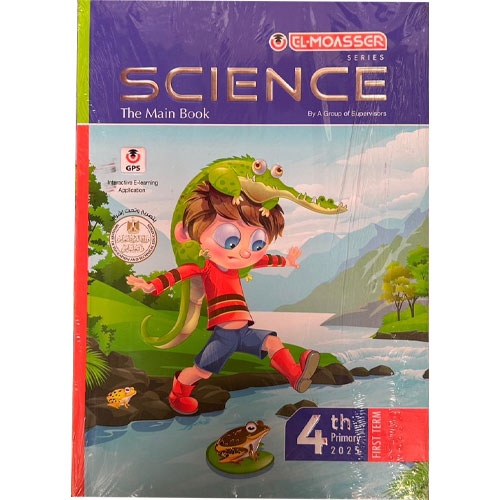 EL-MOASSER
SERIES
SCIENCE
The Main Book
By A Group of Supervisors
GPS
Interactive E-learning
Application
4th
Primary
2025
FIRST TERM